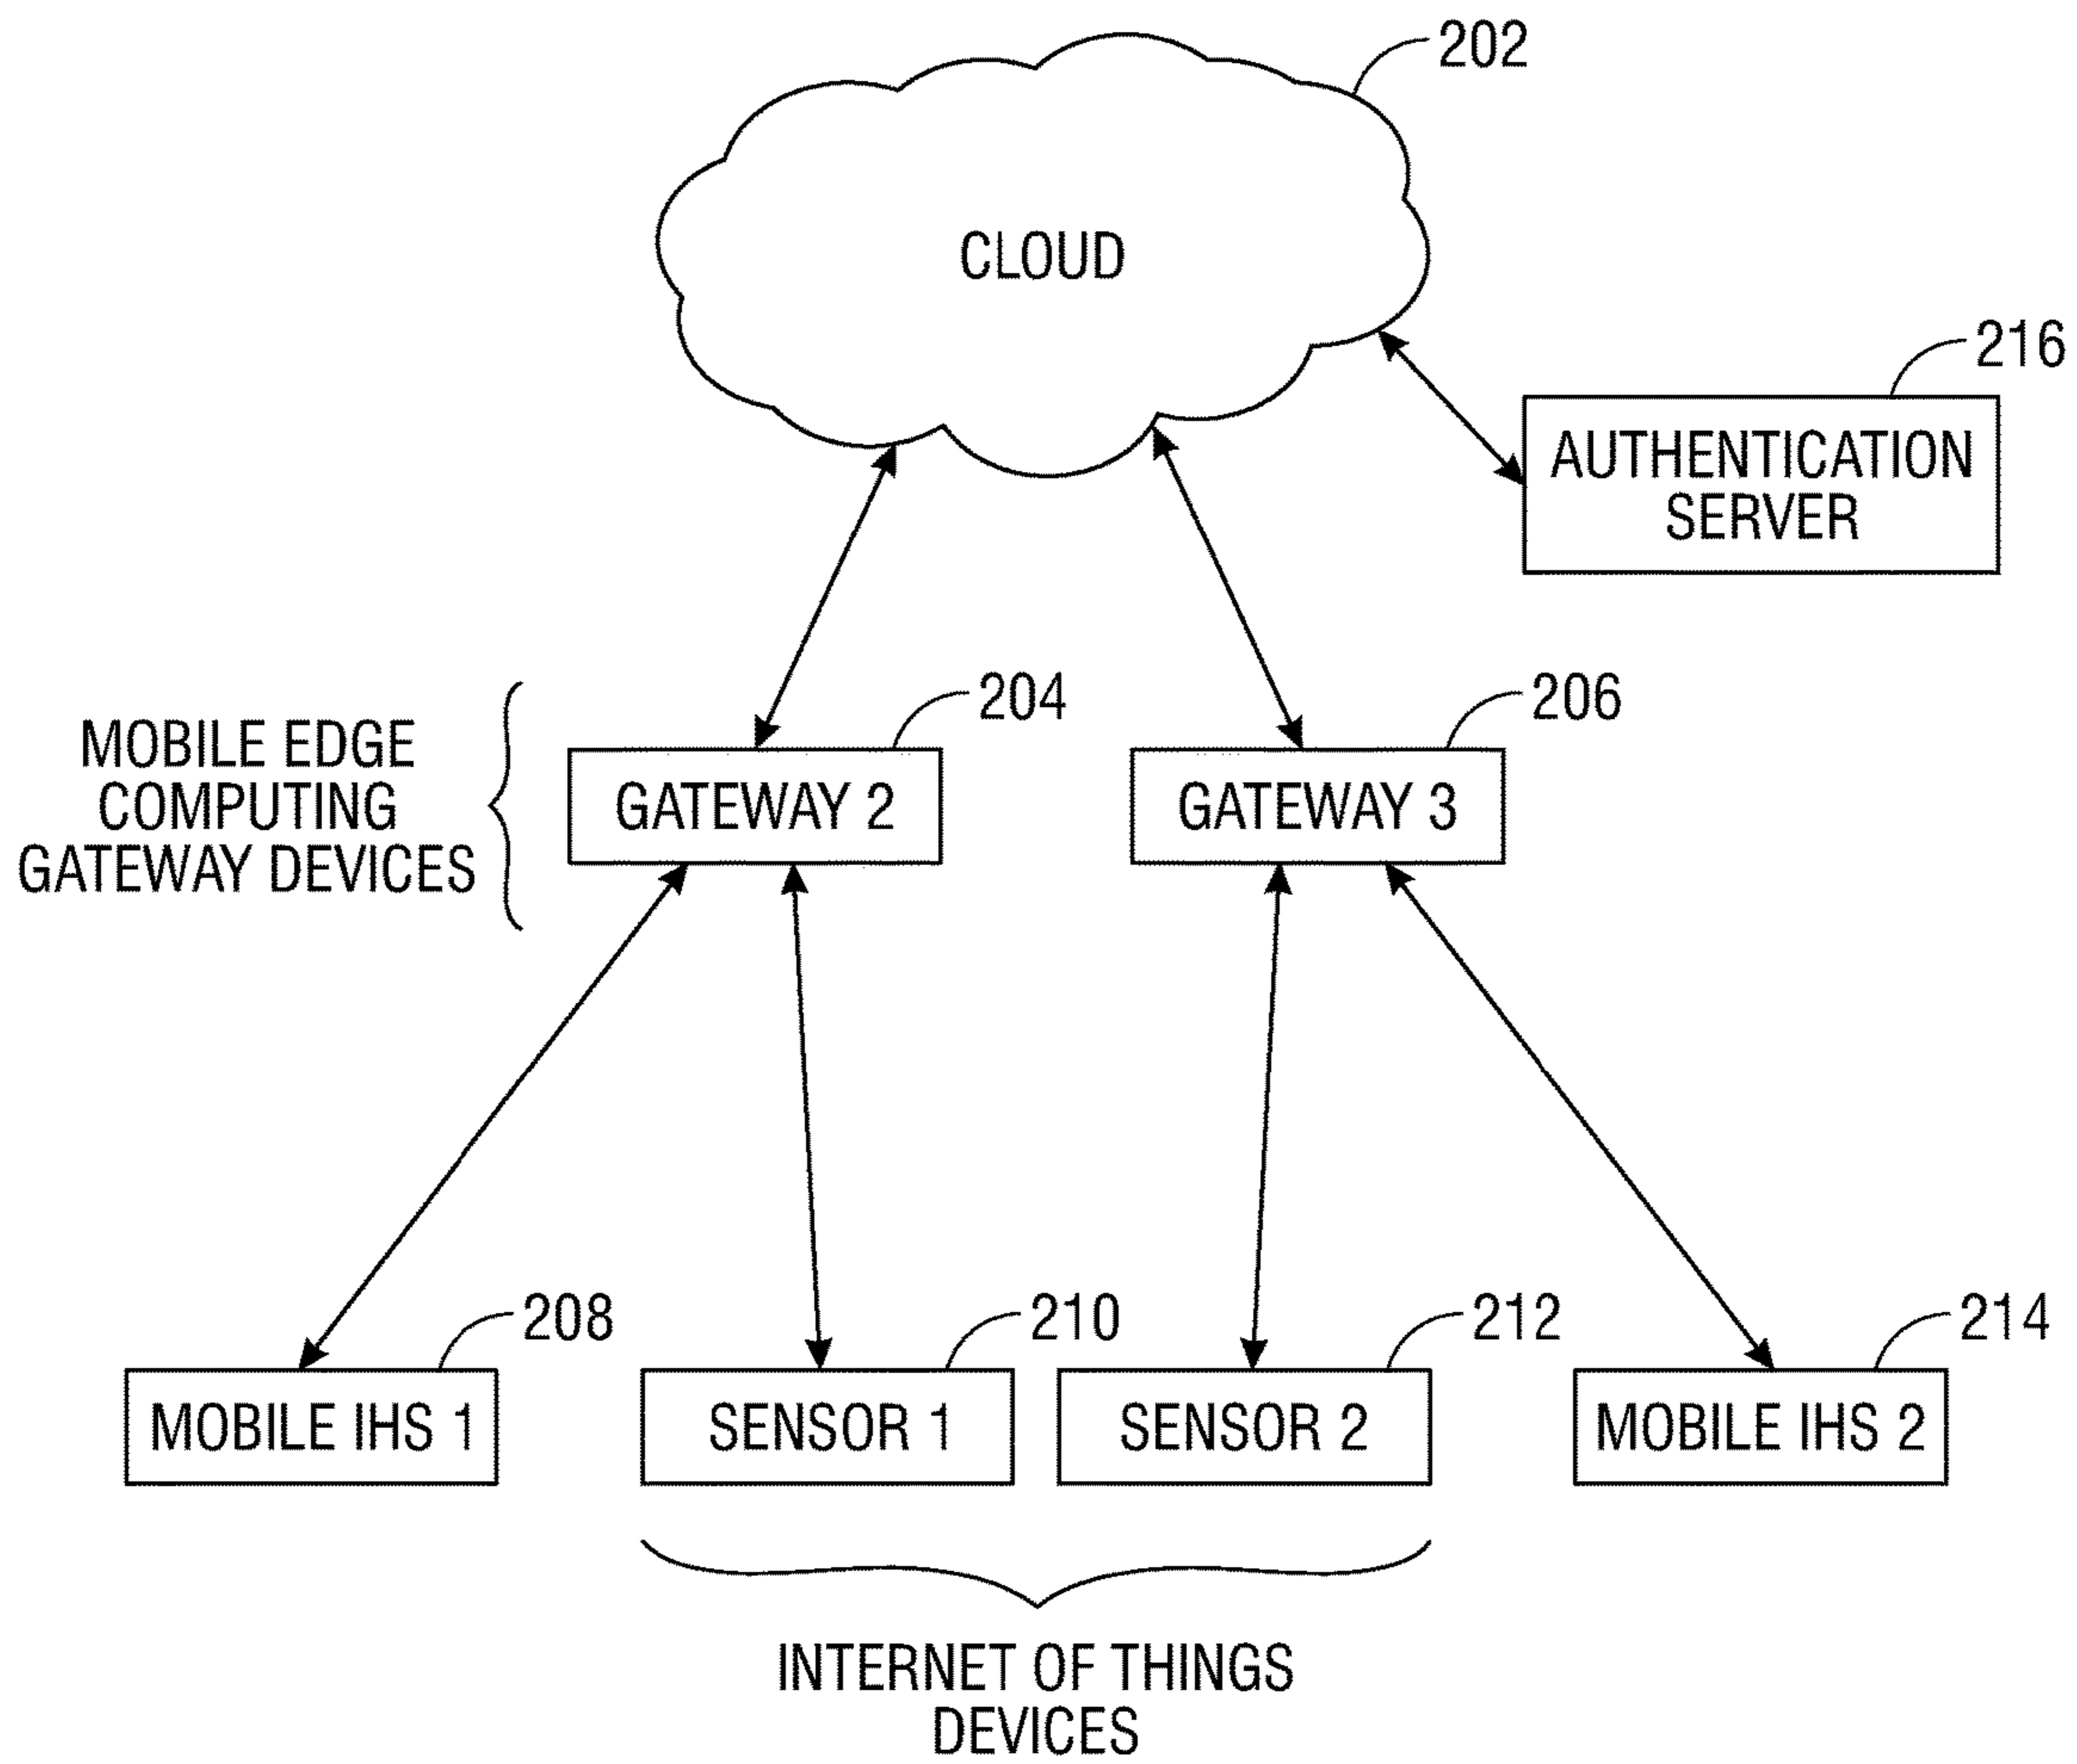 202
CLOUD
216
AUTHENTICATION
SERVER
204
206
MOBILE EDGE
COMPUTING
GATEWAY DEVICES
GATEWAY 2
GATEWAY 3
208
210
212
214
MOBILE IHS 1
SENSOR 1
SENSOR 2
MOBILE IHS 2
INTERNET OF THINGS
DEVICES